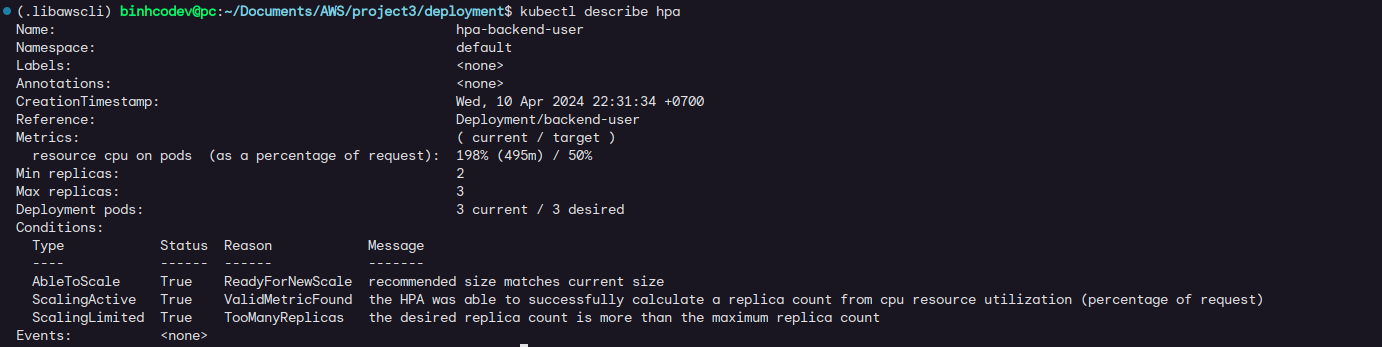 (.libawscli) binhcodev@pc:~/Documents/AWS/project3/deployment$ kubectl describe hpa
Name: hpa-backend-user
Namespace: default
Labels: <none>
Annotations: <none>
CreationTimestamp: Wed, 10 Apr 2024 22:31:34 +0700
Reference: Deployment/backend-user
Metrics: ( current / target )
  resource cpu on pods  (as a percentage of request): 198% (495m) / 50%
Min replicas: 2
Max replicas: 3
Deployment pods: 3 current / 3 desired
Conditions:
  Type            Status  Reason            Message
  ----            ------  ------            -------
  AbleToScale     True    ReadyForNewScale  recommended size matches current size
  ScalingActive   True    ValidMetricFound  the HPA was able to successfully calculate a replica count from cpu resource utilization (percentage of request)
  ScalingLimited  True    TooManyReplicas   the desired replica count is more than the maximum replica count
Events:           <none>